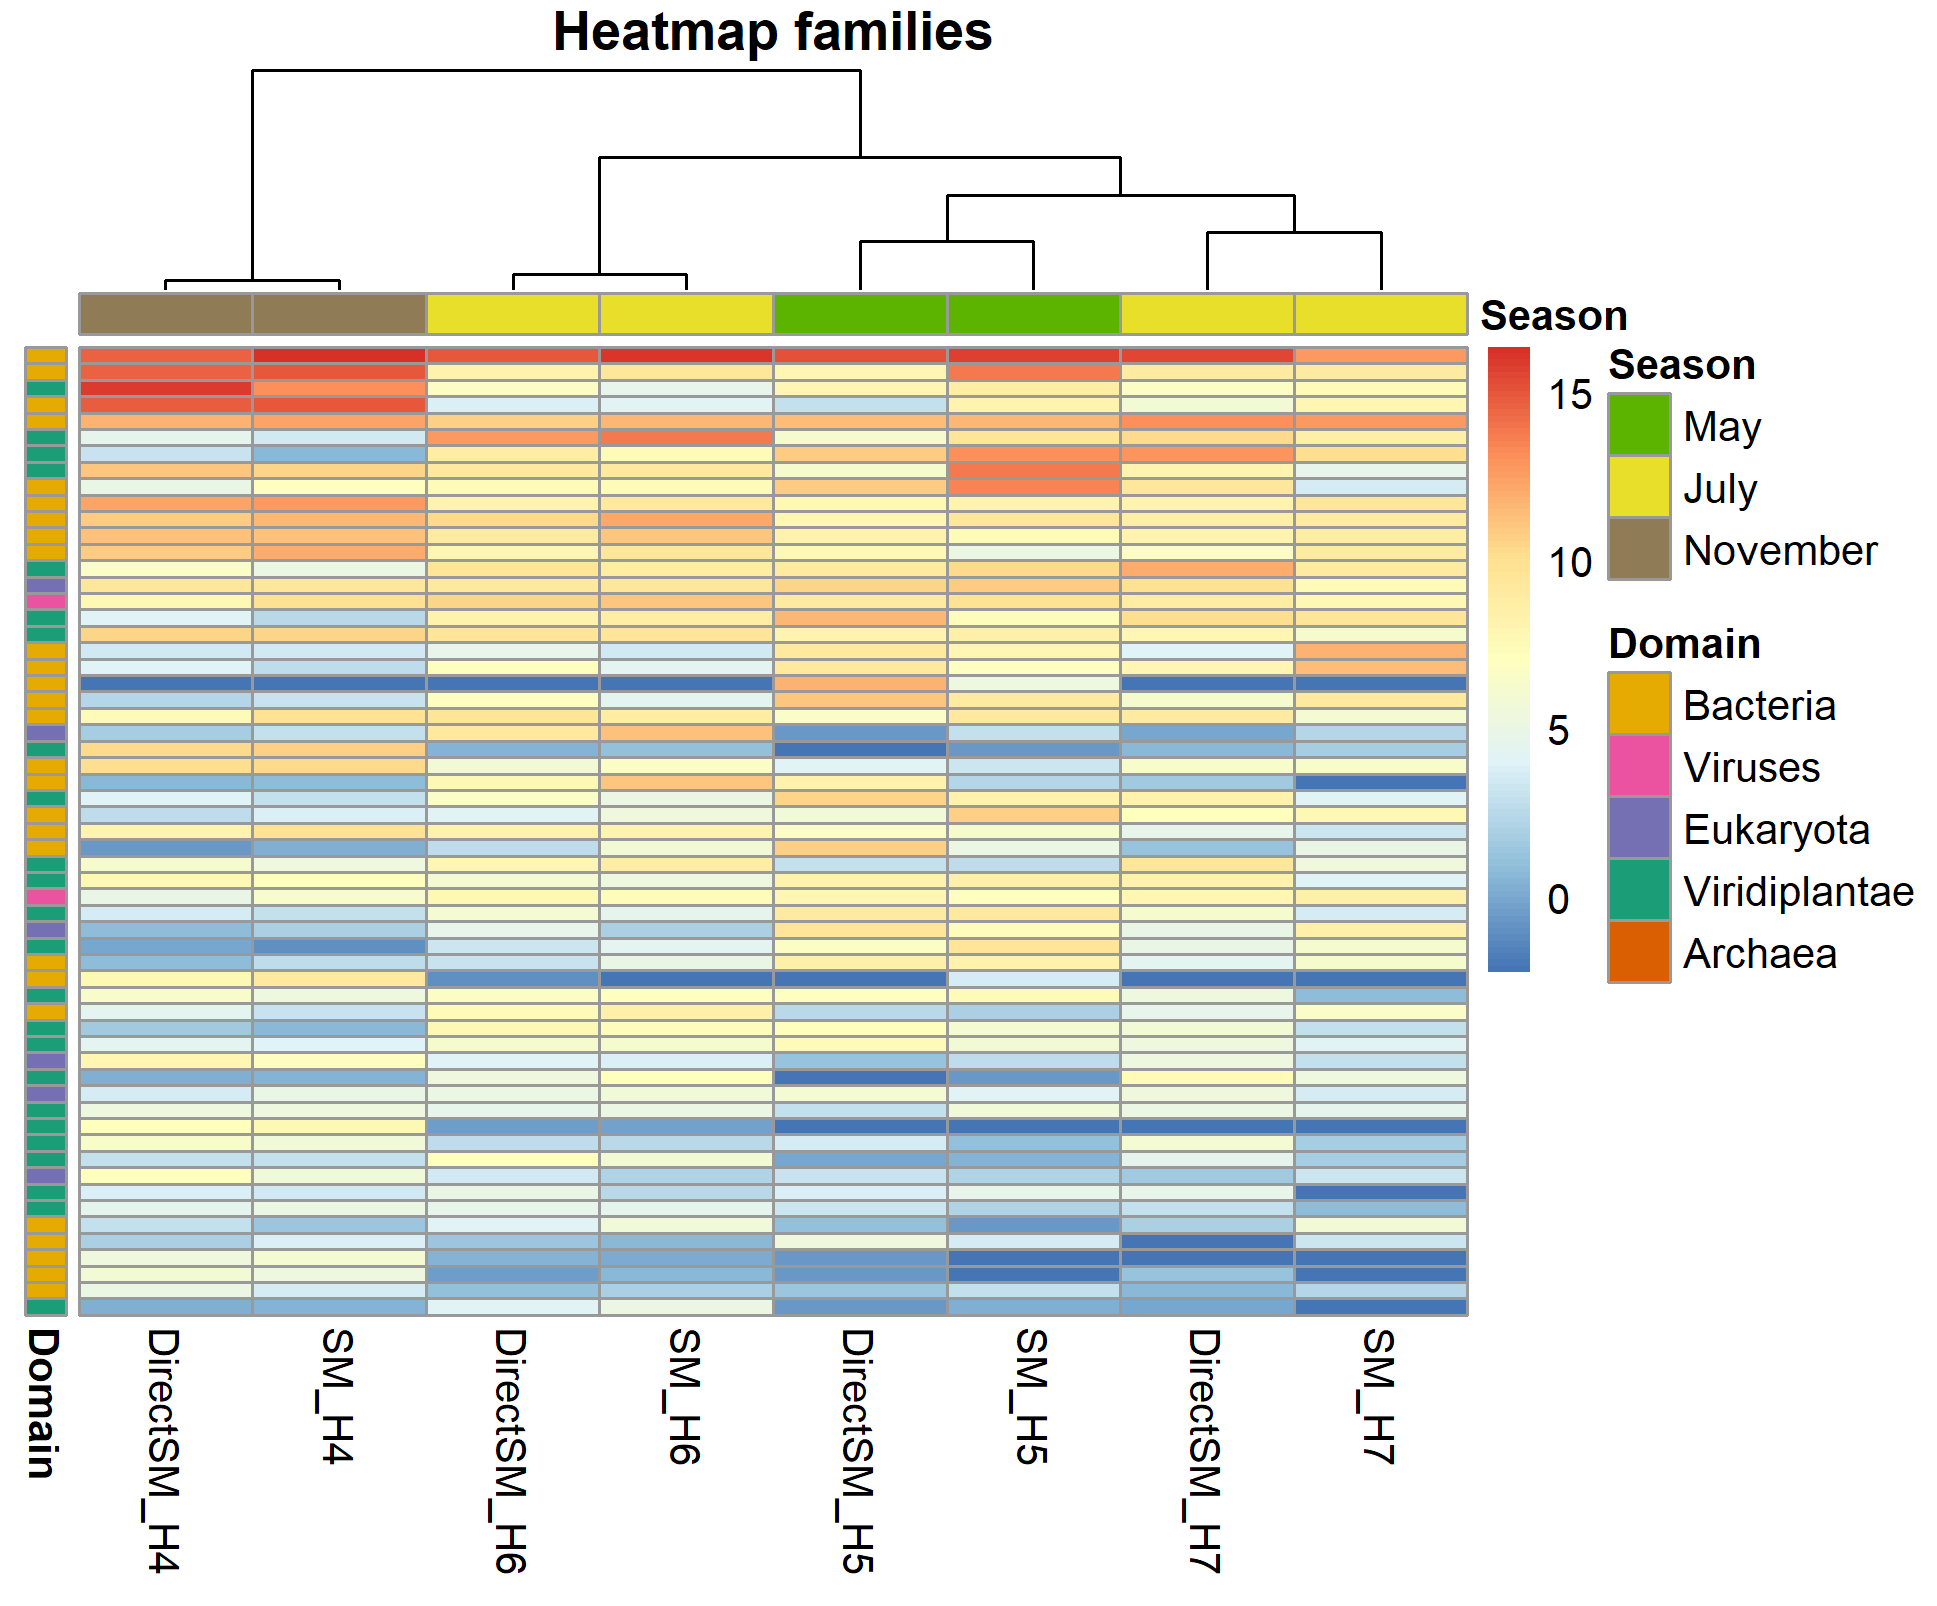 Heatmap families
Season
15
10
5
0
Season
May
July
November
Domain
Bacteria
Viruses
Eukaryota
Viridiplantae
Archaea
Domain
DirectSM_H4
SM_H4
DirectSM_H6
SM_H6
DirectSM_H5
SM_H5
DirectSM_H7
SM_H7